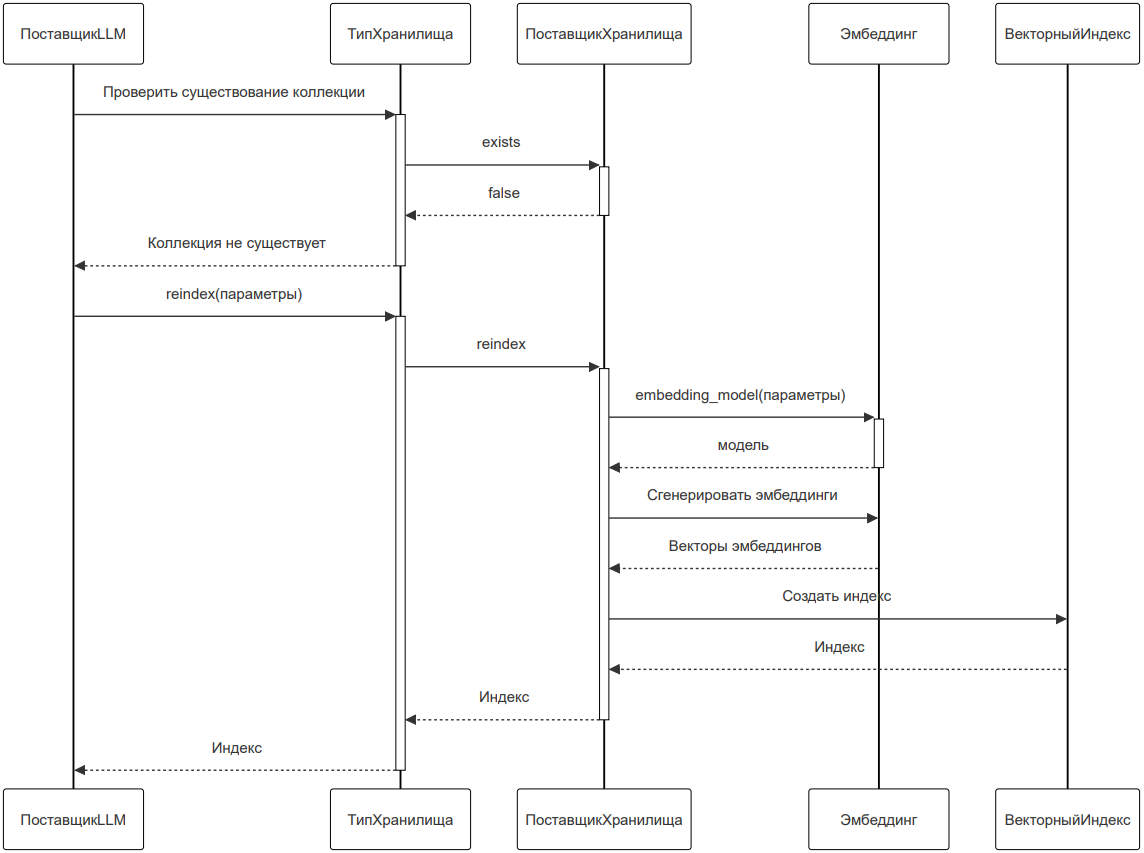 ПоставщикLLM
ТипХранилища
ПоставщикХранилища
Эмбеддинг
ВекторныйИндекс
Проверить существование коллекции
exists
false
Коллекция не существует
reindex(параметры)
reindex
embedding_model(параметры)
модель
Сгенерировать эмбеддинги
Векторы эмбеддингов
Создать индекс
Индекс
Индекс
Индекс
ПоставщикLLM
ТипХранилища
ПоставщикХранилища
Эмбеддинг
ВекторныйИндекс